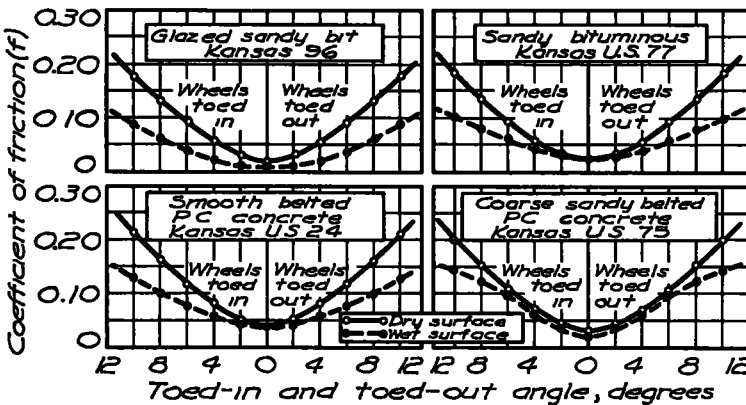 0.30
0.20
0.10
0
Coefficient of friction (f)
Glazed sandy bit
Kansas 96
Wheels toed in
Wheels toed out
Sandy bituminous
Kansas U.S. 77
Wheels toed in
Wheels toed out
0.30
0.20
0.10
0
Smooth belted
PC concrete
Kansas US 24
Wheels toed in
Wheels toed out
Coarse sandy belted
PC concrete
Kansas US 75
Wheels toed in
Wheels toed out
Dry surface
Wet surface
12 8 4 0 4 8 12 8 4 0 4 8 12
Toed-in and toed-out angle, degrees